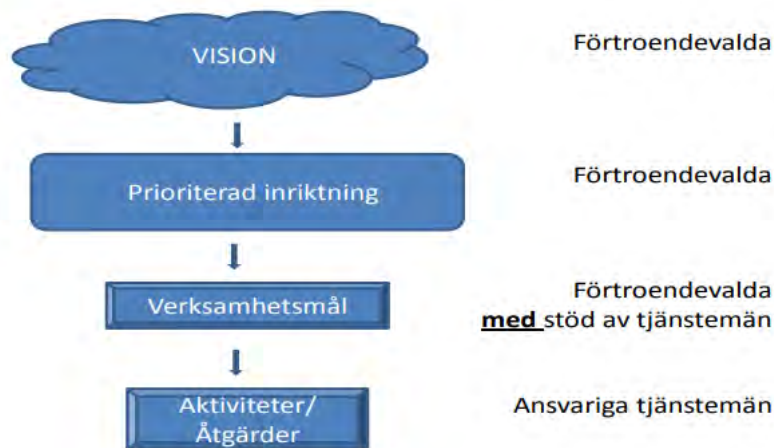 VISION
Förtroendevalda
Prioriterad inriktning
Förtroendevalda
Verksamhetsmål
Förtroendevalda
med stöd av tjänstemän
Aktiviteter/
Åtgärder
Ansvariga tjänstemän